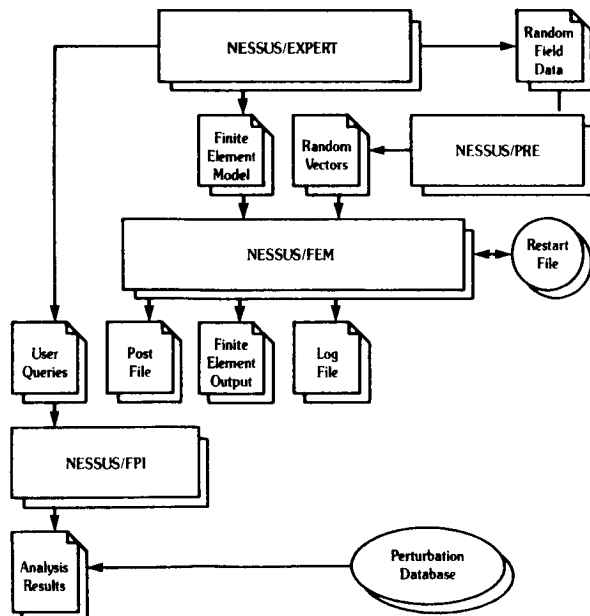 NESSUS/EXPERT
Random
Field
Data
Finite
Element
Model
Random
Vectors
NESSUS/PRE
NESSUS/FEM
Restart
File
User
Queries
Post
File
Finite
Element
Output
Log
File
NESSUS/FPI
Analysis
Results
Perturbation
Database